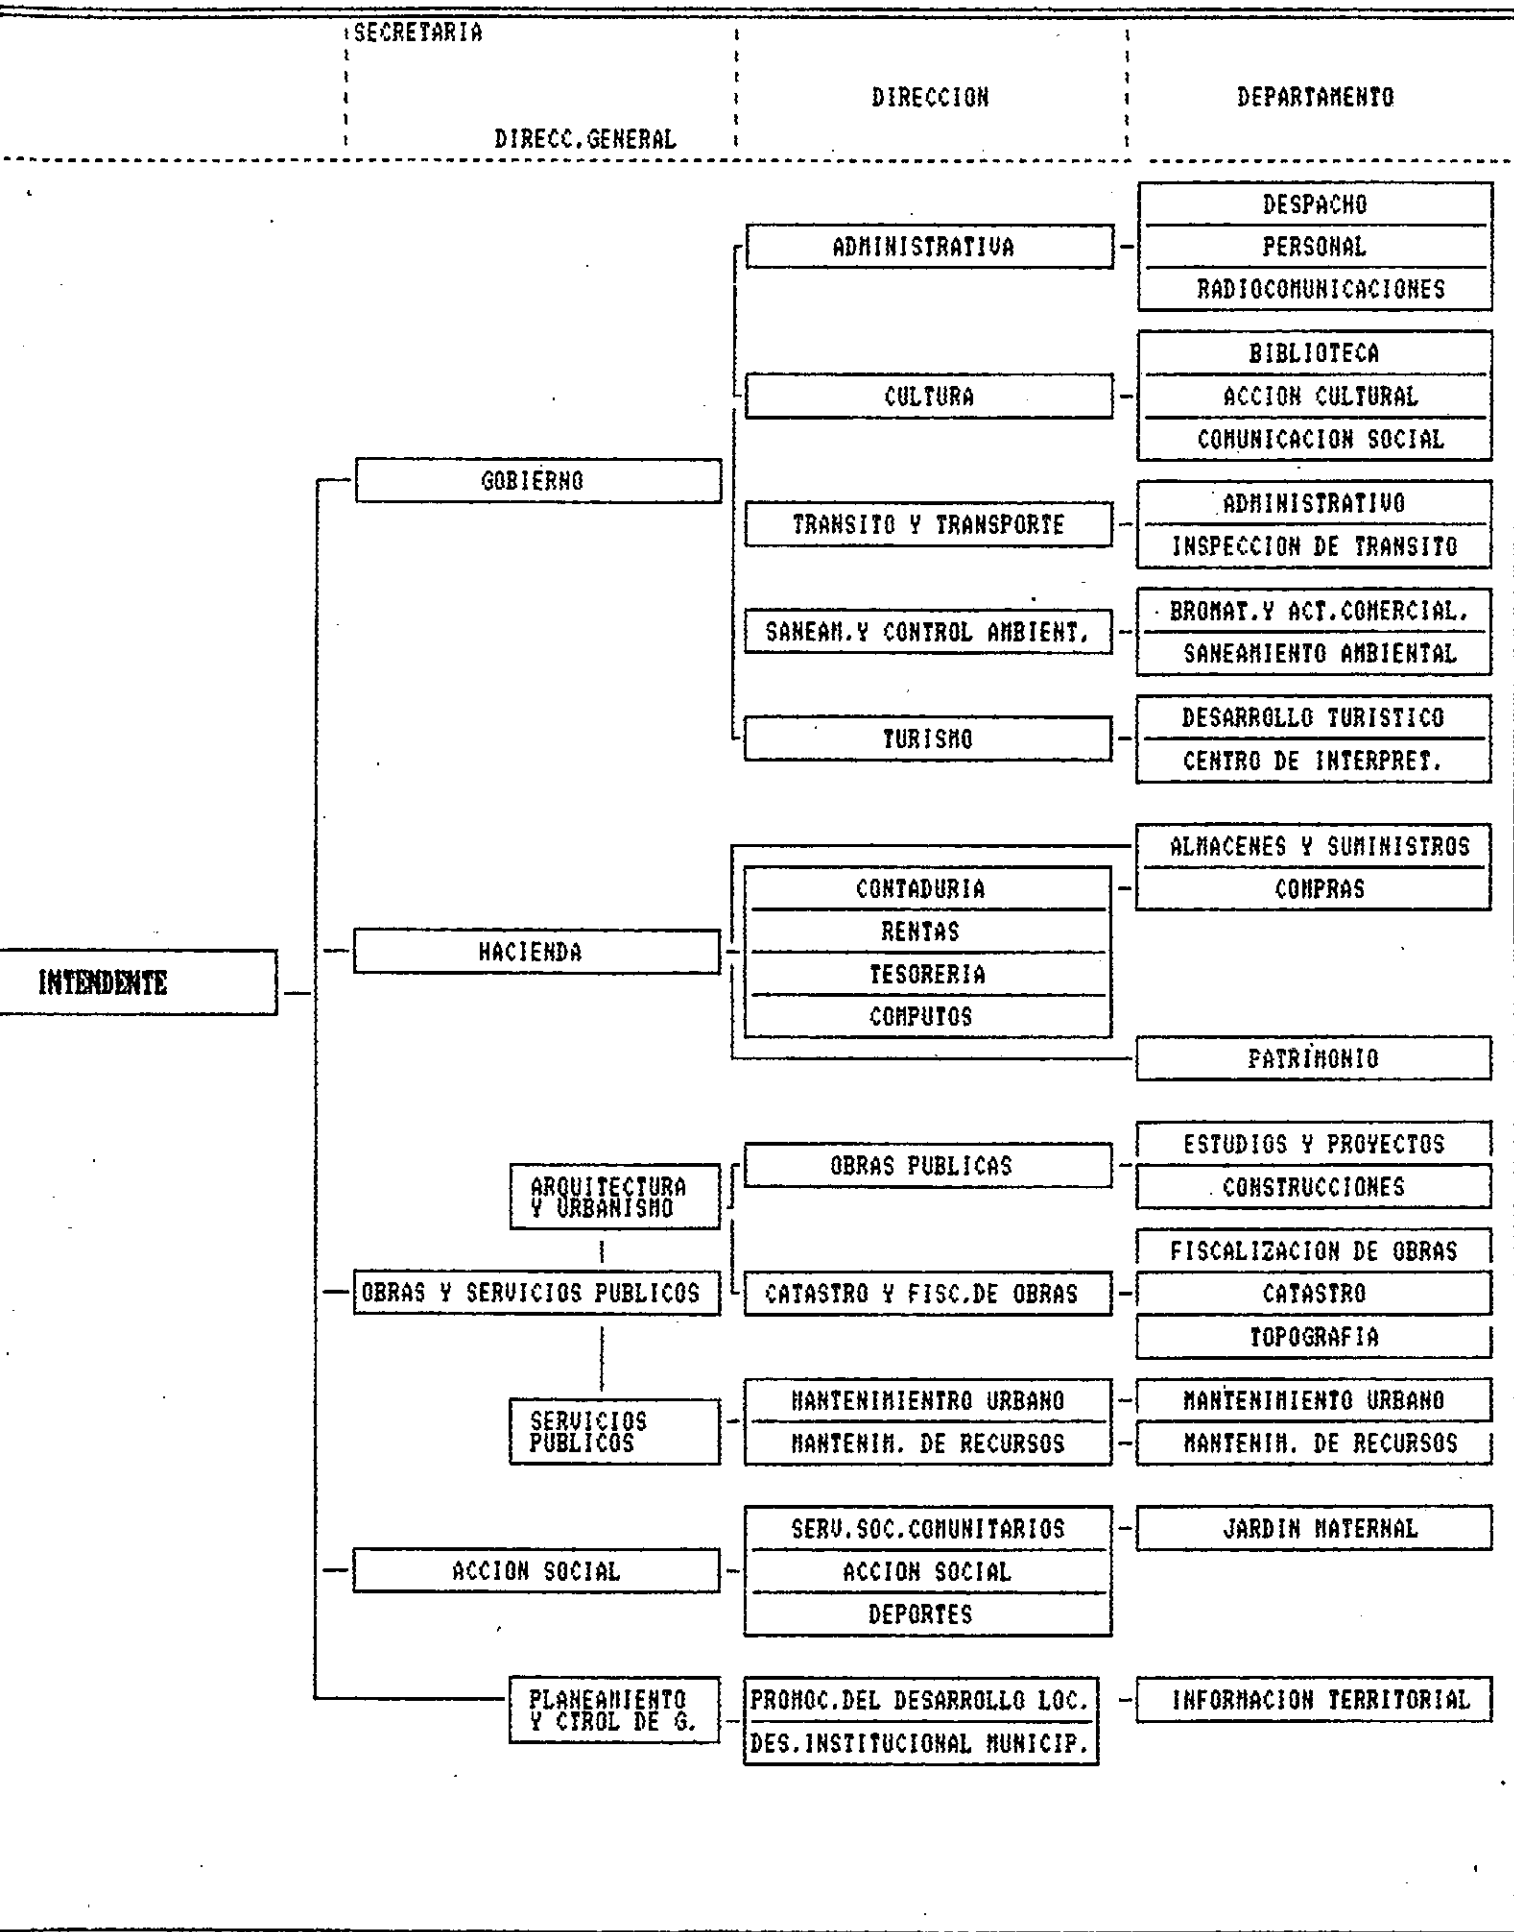 SECRETARIA
DIRECCION
DEPARTAMENTO
DIRECC.GENERAL
DESPACHO
ADMINISTRATIVA
PERSONAL
RADIOCOMUNICACIONES
BIBLIOTECA
CULTURA
ACCION CULTURAL
COMUNICACION SOCIAL
GOBIERNO
ADMINISTRATIVO
TRANSITO Y TRANSPORTE
INSPECCION DE TRANSITO
BROMAT.Y ACT.COMERCIAL.
SANEAM.Y CONTROL AMBIENT.
SANEAMIENTO AMBIENTAL
DESARROLLO TURISTICO
TURISMO
CENTRO DE INTERPRET.
ALMACENES Y SUMINISTROS
CONTADURIA
COMPRAS
RENTAS
HACIENDA
TESORERIA
INTENDENTE
COMPUTOS
PATRIMONIO
ESTUDIOS Y PROYECTOS
OBRAS PUBLICAS
CONSTRUCCIONES
ARQUITECTURA
Y URBANISMO
FISCALIZACION DE OBRAS
OBRAS Y SERVICIOS PUBLICOS
CATASTRO Y FISC.DE OBRAS
CATASTRO
TOPOGRAFIA
MANTENIMIENTRO URBANO
MANTENIMIENTO URBANO
SERVICIOS
PUBLICOS
MANTENIM. DE RECURSOS
MANTENIM. DE RECURSOS
SERV.SOC.COMUNITARIOS
JARDIN MATERNAL
ACCION SOCIAL
ACCION SOCIAL
DEPORTES
PLANEAMIENTO
Y CTROL DE G.
PROMOC.DEL DESARROLLO LOC.
INFORMACION TERRITORIAL
DES.INSTITUCIONAL MUNICIP.